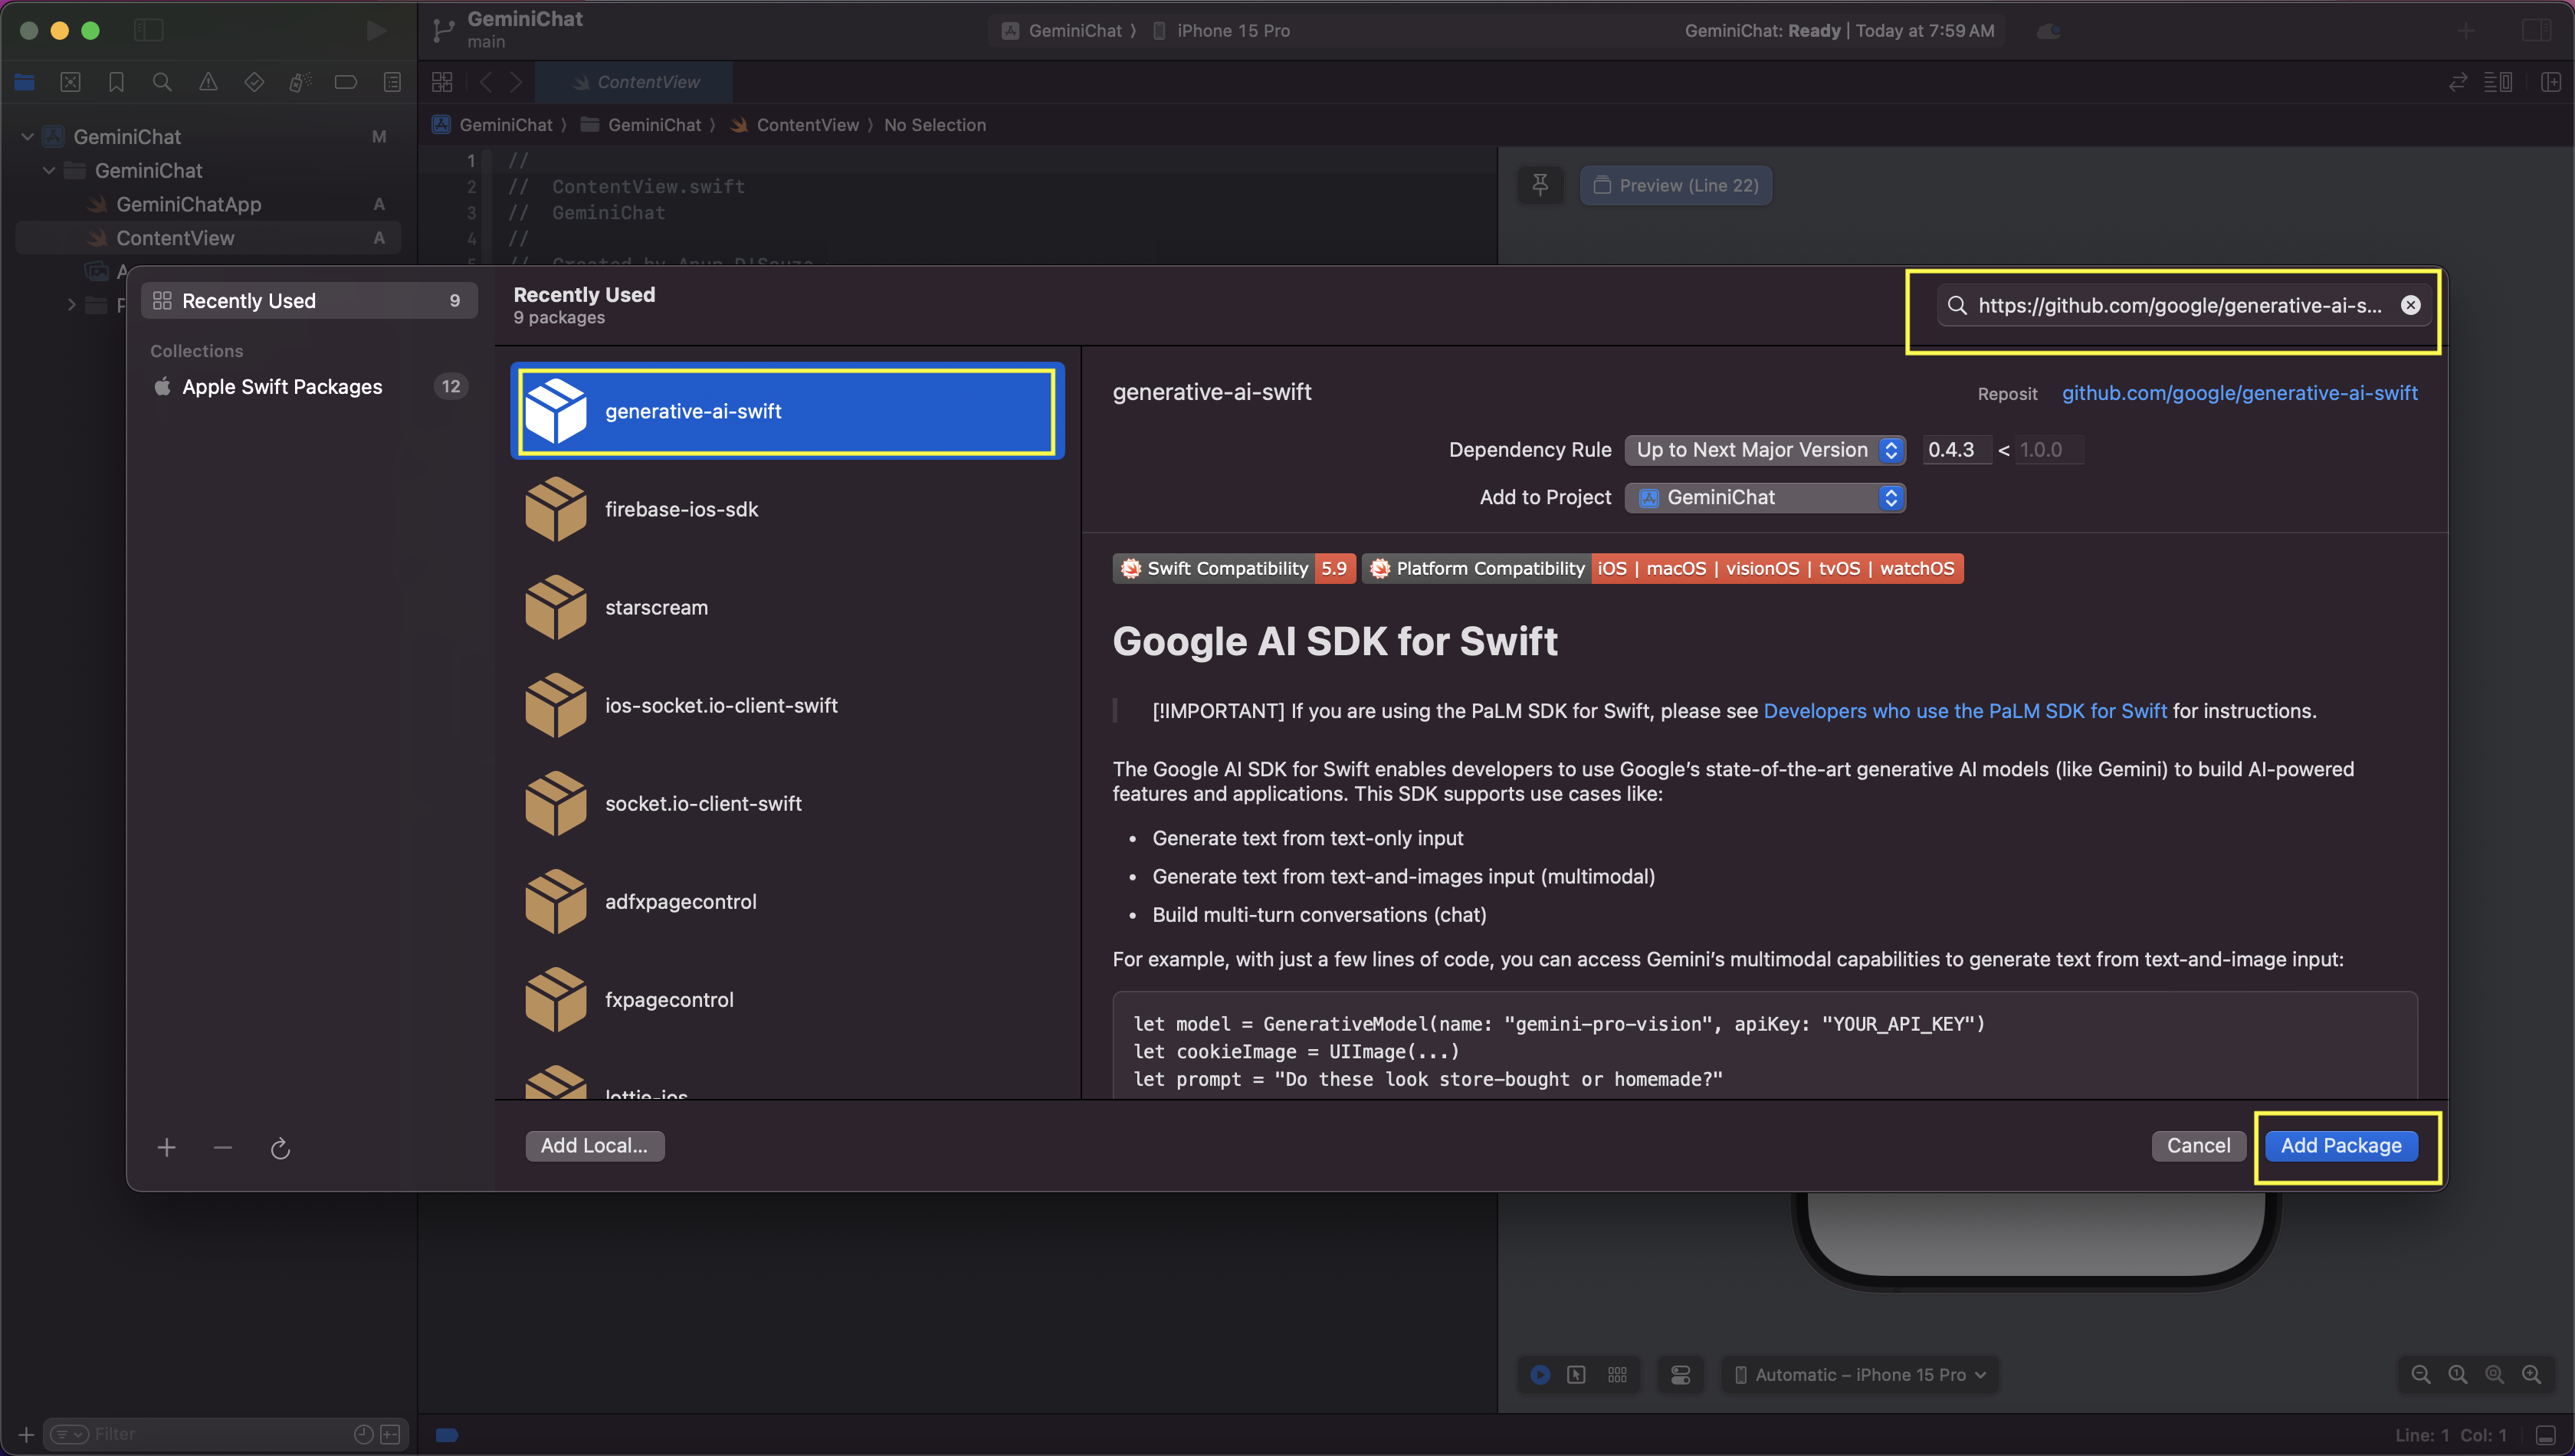 GeminiChat
main
GeminiChat 〉 iPhone 15 Pro
GeminiChat: Ready | Today at 7:59 AM
ContentView
GeminiChat M
GeminiChat
GeminiChatApp A
ContentView A
GeminiChat 〉 GeminiChat 〉 ContentView 〉 No Selection
1 //
2 // ContentView.swift
3 // GeminiChat
4 //
5 // Created by Anup D'Souza
Preview (Line 22)
Recently Used 9
Collections
Apple Swift Packages 12
Recently Used
9 packages
https://github.com/google/generative-ai-s...
generative-ai-swift
firebase-ios-sdk
starscream
ios-socket.io-client-swift
socket.io-client-swift
adfxpagecontrol
fxpagecontrol
lottie-ios
generative-ai-swift
Reposit github.com/google/generative-ai-swift
Dependency Rule Up to Next Major Version 0.4.3 < 1.0.0
Add to Project GeminiChat
Swift Compatibility 5.9 Platform Compatibility iOS | macOS | visionOS | tvOS | watchOS
Google AI SDK for Swift
[!IMPORTANT] If you are using the PaLM SDK for Swift, please see Developers who use the PaLM SDK for Swift for instructions.
The Google AI SDK for Swift enables developers to use Google’s state-of-the-art generative AI models (like Gemini) to build AI-powered
features and applications. This SDK supports use cases like:
• Generate text from text-only input
• Generate text from text-and-images input (multimodal)
• Build multi-turn conversations (chat)
For example, with just a few lines of code, you can access Gemini’s multimodal capabilities to generate text from text-and-image input:
let model = GenerativeModel(name: "gemini-pro-vision", apiKey: "YOUR_API_KEY")
let cookieImage = UIImage(...)
let prompt = "Do these look store-bought or homemade?"
Add Local...
Cancel
Add Package
Automatic – iPhone 15 Pro
Filter
Line: 1 Col: 1